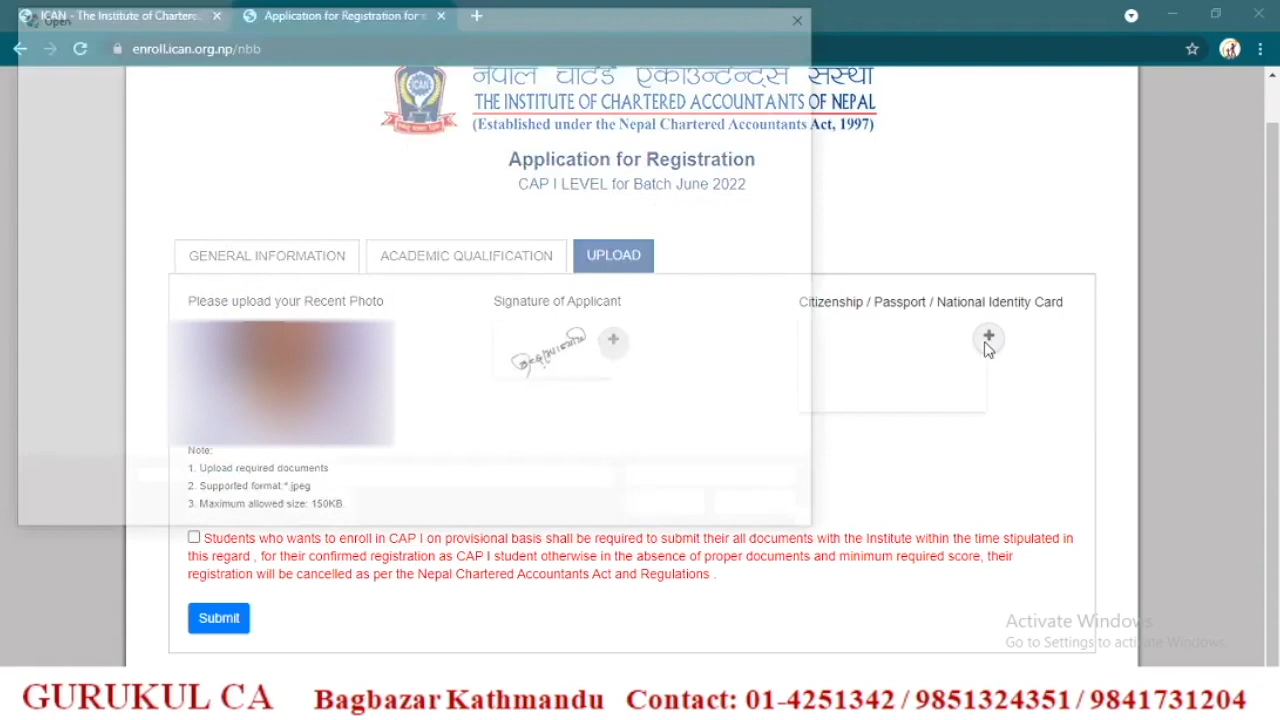 ICAN - The Institute of Chartere
Application for Registration for
Open
enroll.ican.org.np/nbb
नेपाल चार्टर्ड एकाउन्टेन्ट्स संस्था
THE INSTITUTE OF CHARTERED ACCOUNTANTS OF NEPAL
(Established under the Nepal Chartered Accountants Act, 1997)
Application for Registration
CAP I LEVEL for Batch June 2022
GENERAL INFORMATION
ACADEMIC QUALIFICATION
UPLOAD
Please upload your Recent Photo
Signature of Applicant
Citizenship / Passport / National Identity Card
Note:
1. Upload required documents
2. Supported format:*.jpeg
3. Maximum allowed size: 150KB.
Students who wants to enroll in CAP I on provisional basis shall be required to submit their all documents with the Institute within the time stipulated in
this regard , for their confirmed registration as CAP I student otherwise in the absence of proper documents and minimum required score, their
registration will be cancelled as per the Nepal Chartered Accountants Act and Regulations .
Submit
Activate Windows
Go to Settings to activate Windows.
GURUKUL CA Bagbazar Kathmandu Contact: 01-4251342 / 9851324351 / 9841731204